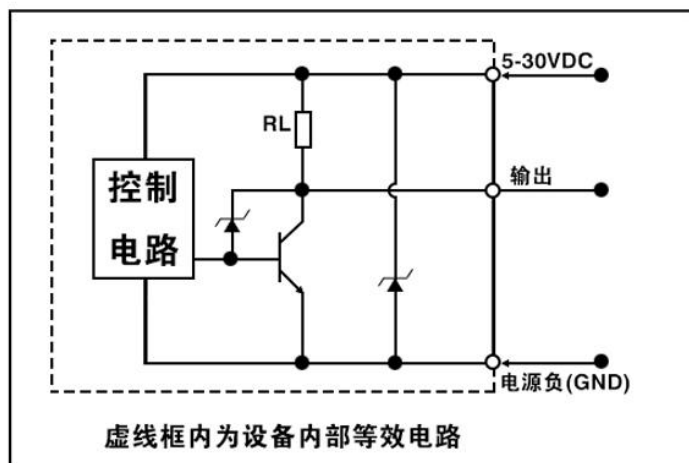 5-30VDC
RL
控制
电路
输出
电源负(GND)
虚线框内为设备内部等效电路